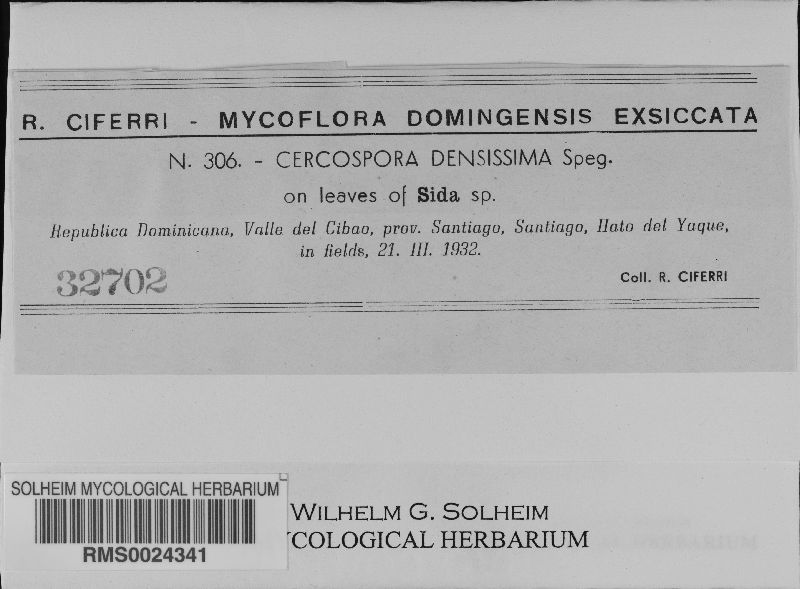 R. CIFERRI - MYCOFLORA DOMINGENSIS EXSICCATA
N. 306. - CERCOSPORA DENSISSIMA Speg.
on leaves of Sida sp.
Republica Dominicana, Valle del Cibao, prov. Santiago, Santiago, Hato del Yaque,
in fields, 21. III. 1932.
32702
Coll. R. CIFERRI
SOLHEIM MYCOLOGICAL HERBARIUM
RMS0024341
WILHELM G. SOLHEIM
YCOLOGICAL HERBARIUM